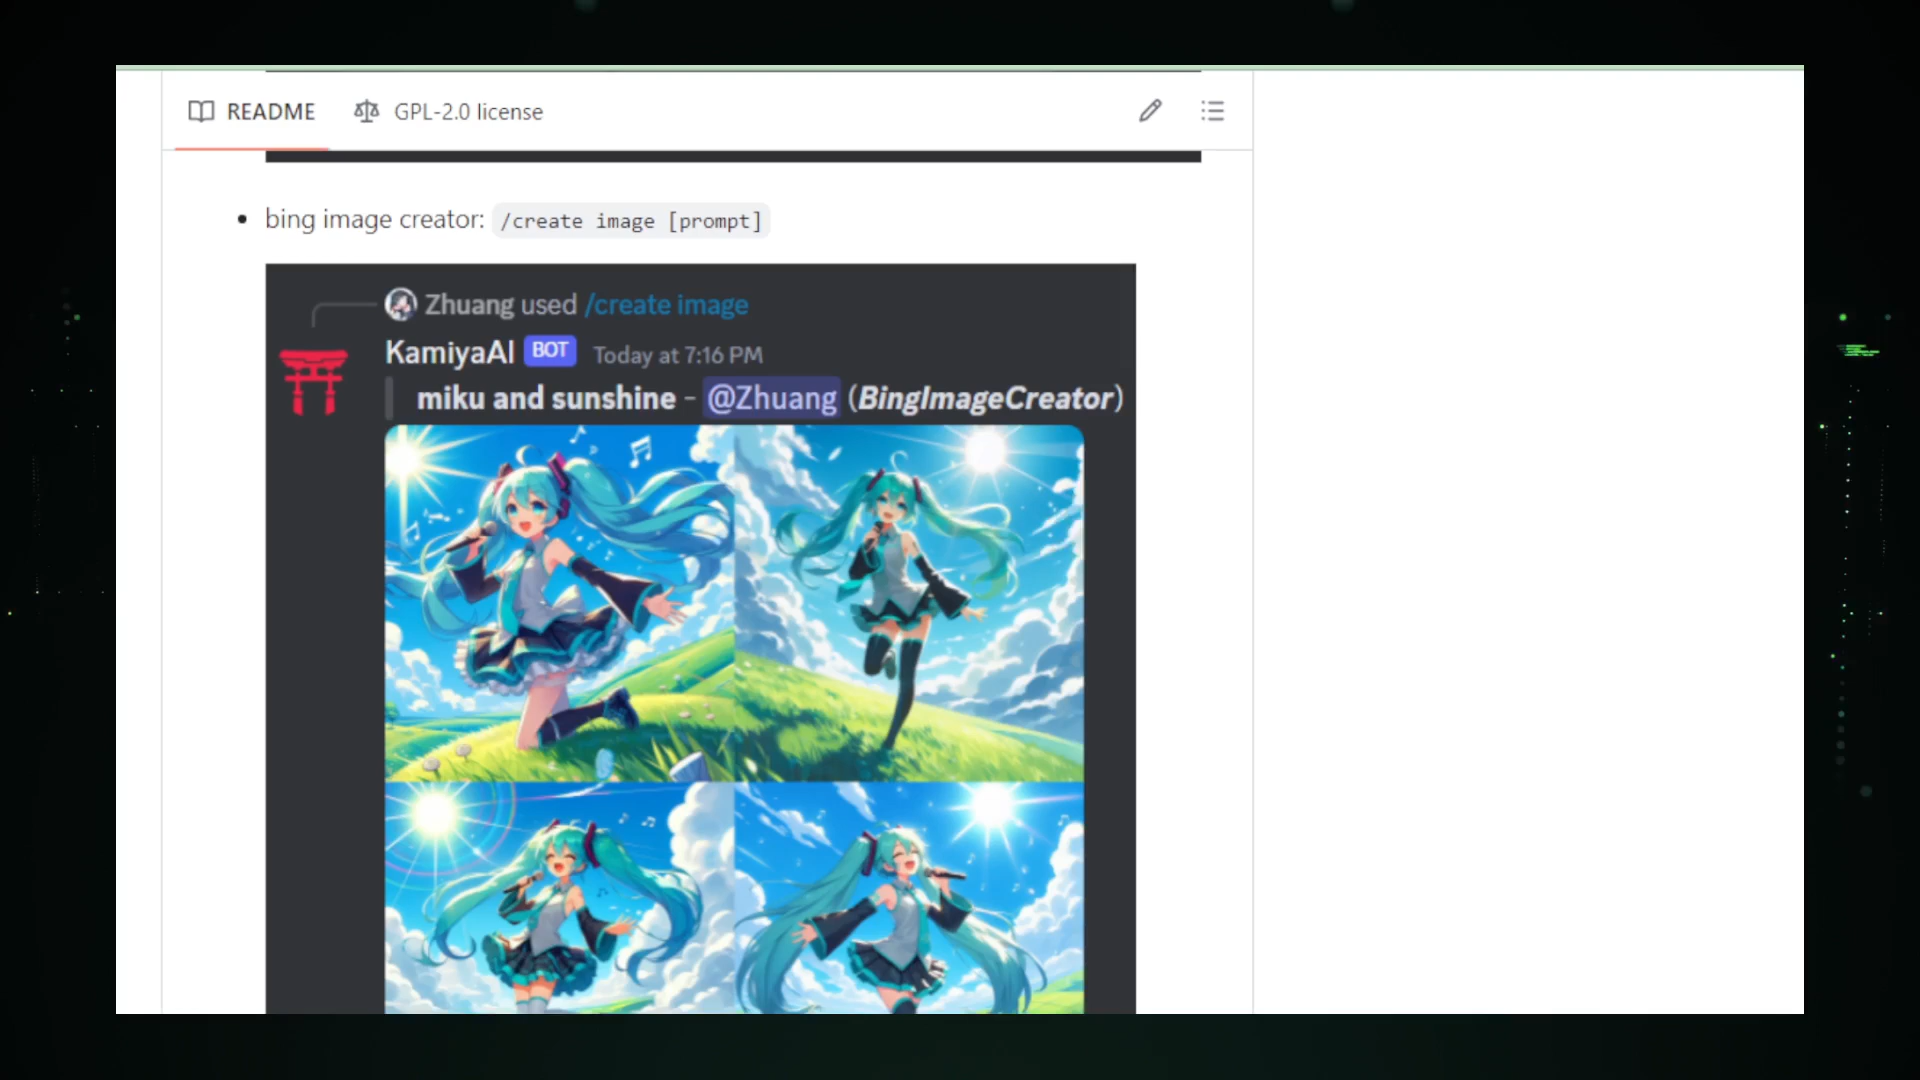 README GPL-2.0 license
bing image creator: /create image [prompt]
Zhuang used /create image
KamiyaAI BOT Today at 7:16 PM
miku and sunshine - @Zhuang (BingImageCreator)